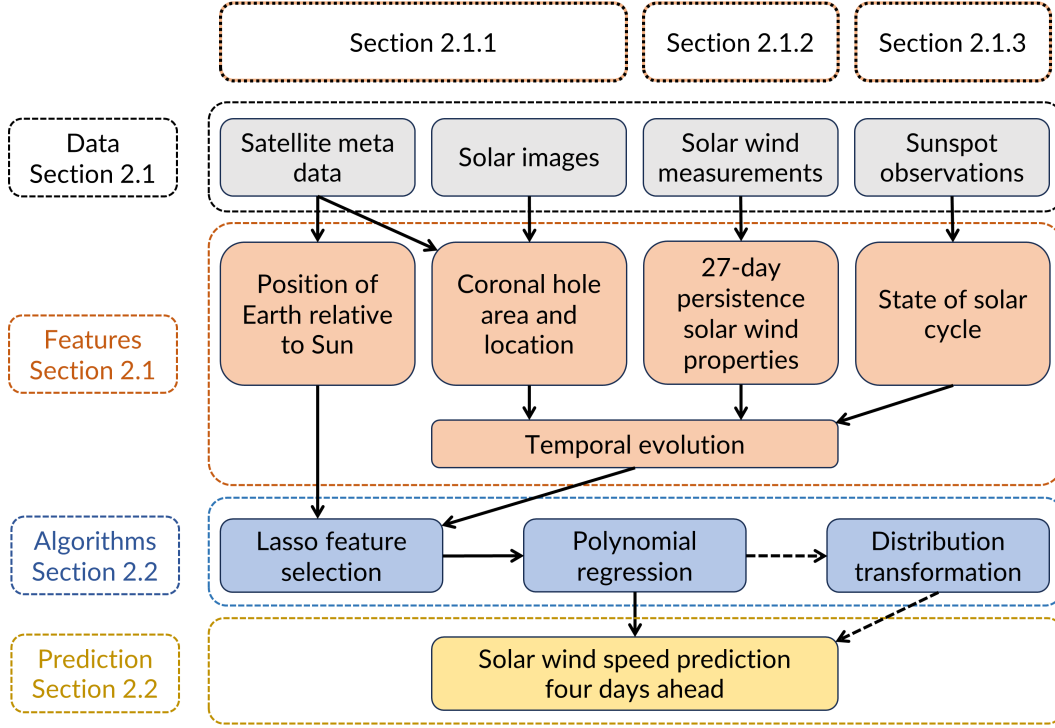 Section 2.1.1
Section 2.1.2
Section 2.1.3
Data
Section 2.1
Satellite meta
data
Solar images
Solar wind
measurements
Sunspot
observations
Features
Section 2.1
Position of
Earth relative
to Sun
Coronal hole
area and
location
27-day
persistence
solar wind
properties
State of solar
cycle
Temporal evolution
Algorithms
Section 2.2
Lasso feature
selection
Polynomial
regression
Distribution
transformation
Prediction
Section 2.2
Solar wind speed prediction
four days ahead